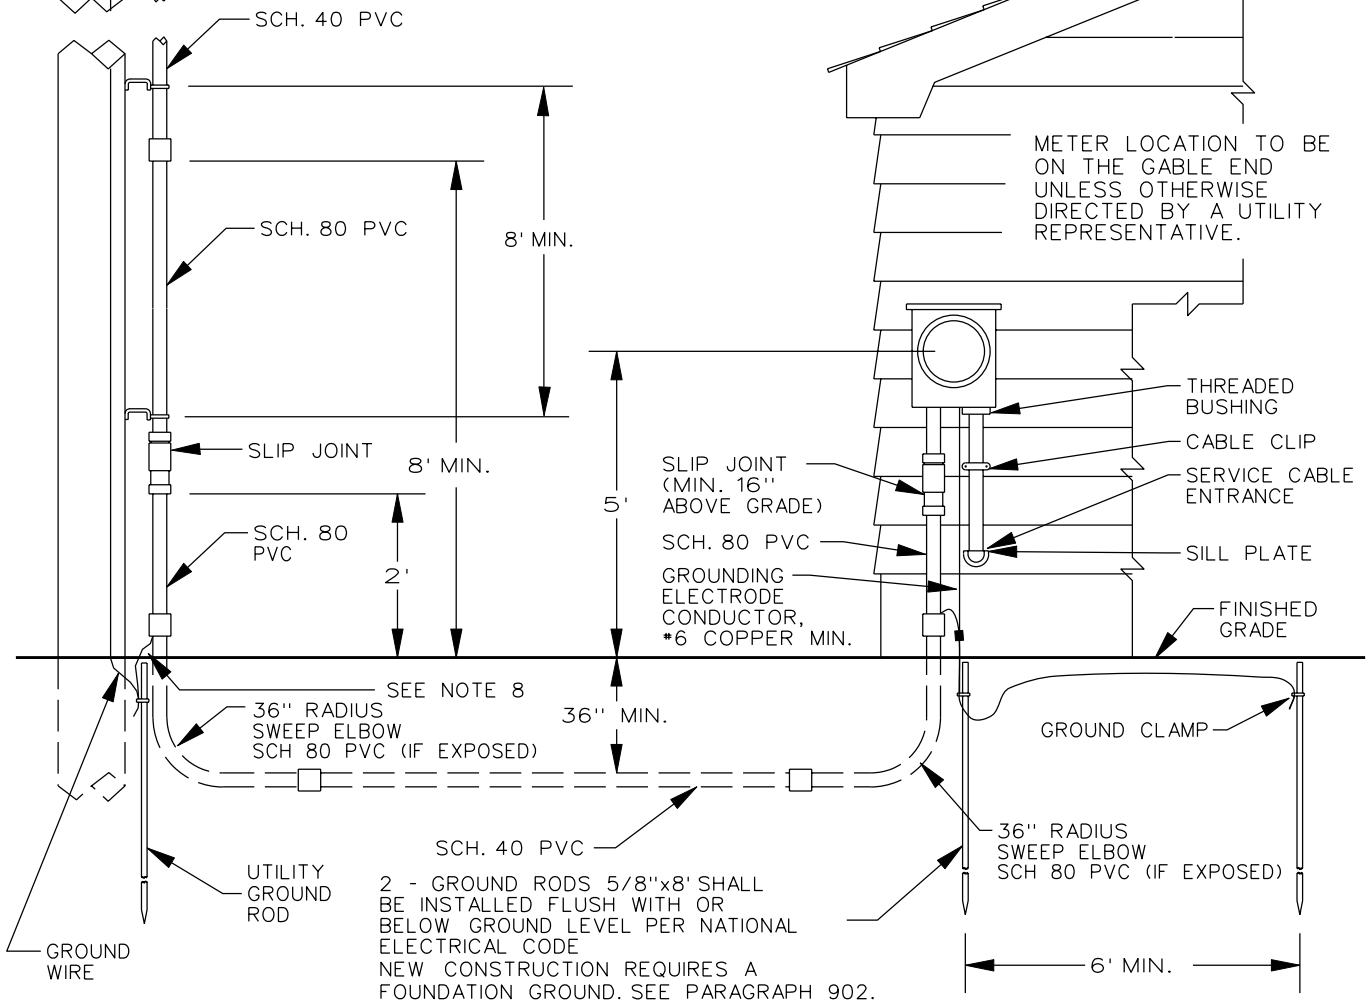 SCH. 40 PVC
METER LOCATION TO BE
ON THE GABLE END
UNLESS OTHERWISE
DIRECTED BY A UTILITY
REPRESENTATIVE.
SCH. 80 PVC
8' MIN.
THREADED
BUSHING
CABLE CLIP
SERVICE CABLE
ENTRANCE
SILL PLATE
SLIP JOINT
8' MIN.
SLIP JOINT
(MIN. 16"
ABOVE GRADE)
5'
SCH. 80
PVC
2'
SCH. 80 PVC
GROUNDING
ELECTRODE
CONDUCTOR,
#6 COPPER MIN.
FINISHED
GRADE
SEE NOTE 8
36" RADIUS
SWEEP ELBOW
SCH 80 PVC (IF EXPOSED)
36" MIN.
GROUND CLAMP
SCH. 40 PVC
36" RADIUS
SWEEP ELBOW
SCH 80 PVC (IF EXPOSED)
UTILITY
GROUND
ROD
2 - GROUND RODS 5/8"x8' SHALL
BE INSTALLED FLUSH WITH OR
BELOW GROUND LEVEL PER NATIONAL
ELECTRICAL CODE
NEW CONSTRUCTION REQUIRES A
FOUNDATION GROUND. SEE PARAGRAPH 902.
GROUND
WIRE
6' MIN.